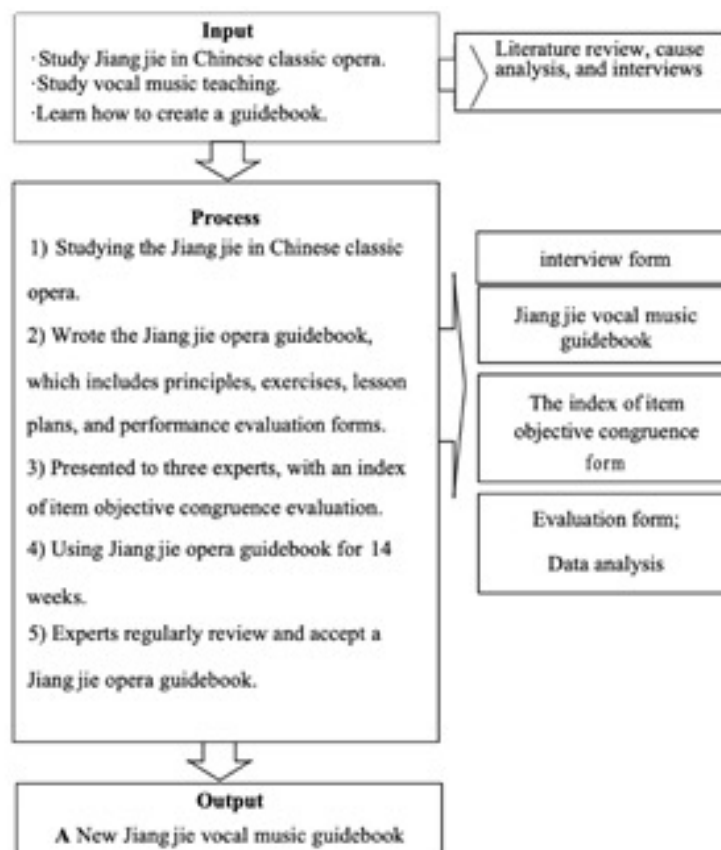 Input
·Study Jiang jie in Chinese classic opera.
·Study vocal music teaching.
·Learn how to create a guidebook.
Literature review, cause
analysis, and interviews
Process
1) Studying the Jiang jie in Chinese classic
opera.
2) Wrote the Jiang jie opera guidebook,
which includes principles, exercises, lesson
plans, and performance evaluation forms.
3) Presented to three experts, with an index
of item objective congruence evaluation.
4) Using Jiang jie opera guidebook for 14
weeks.
5) Experts regularly review and accept a
Jiang jie opera guidebook.
interview form
Jiang jie vocal music
guidebook
The index of item
objective congruence
form
Evaluation form;
Data analysis
Output
A New Jiang jie vocal music guidebook